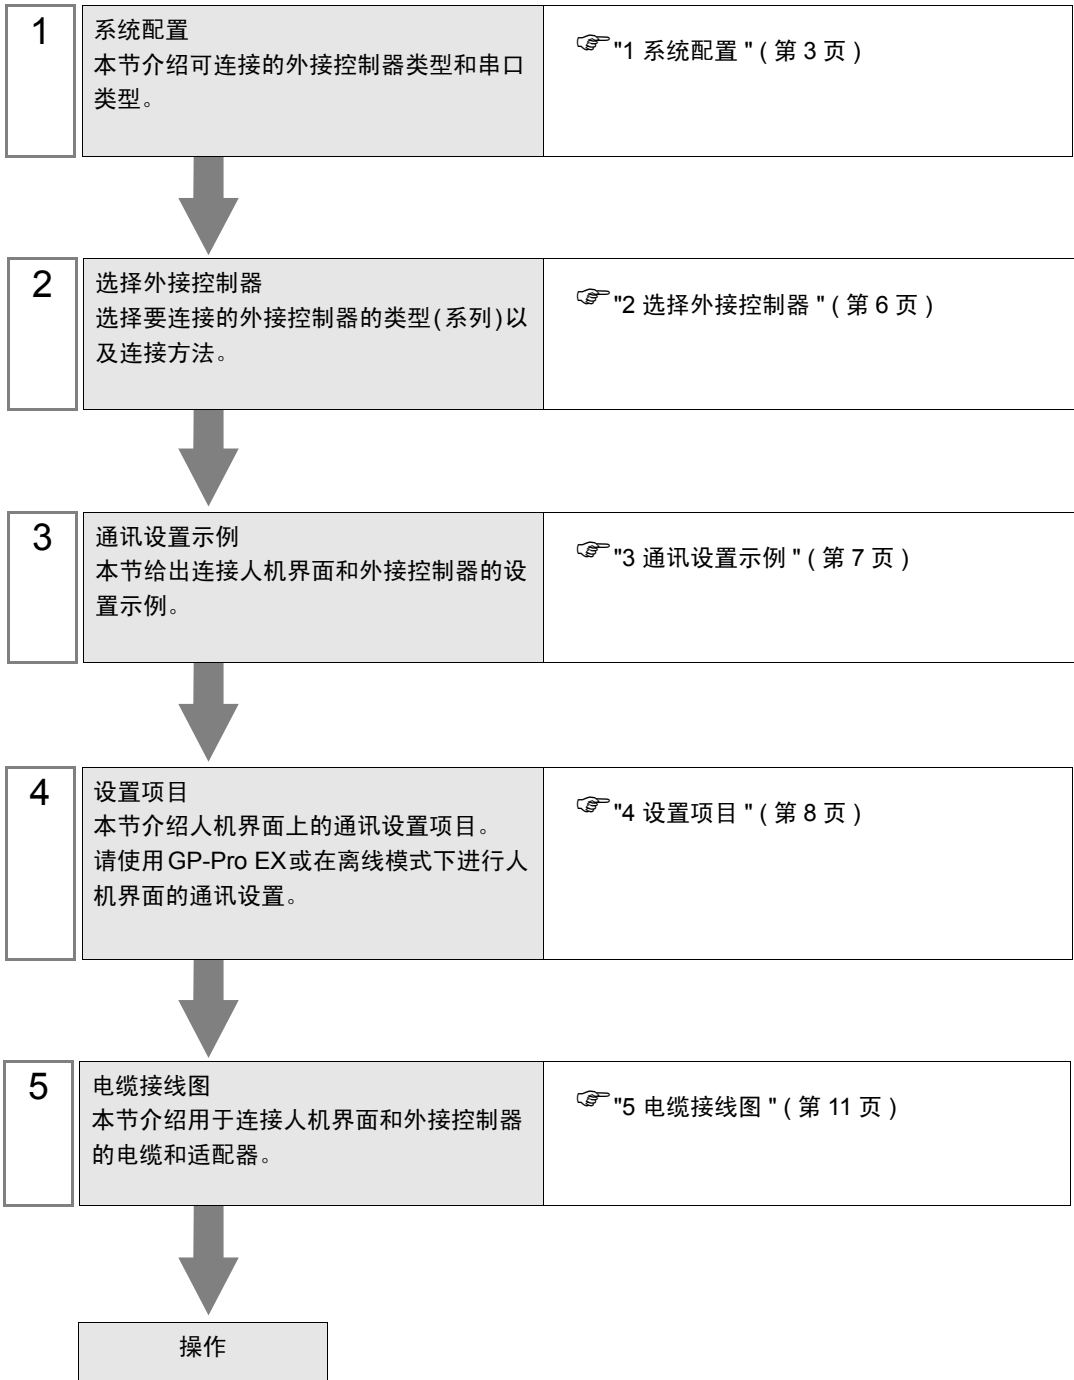 1
系统配置
本节介绍可连接的外接控制器类型和串口
类型。
☞"1 系统配置 " ( 第 3 页 )
2
选择外接控制器
选择要连接的外接控制器的类型(系列)以
及连接方法。
☞"2 选择外接控制器 " ( 第 6 页 )
3
通讯设置示例
本节给出连接人机界面和外接控制器的设
置示例。
☞"3 通讯设置示例 " ( 第 7 页 )
4
设置项目
本节介绍人机界面上的通讯设置项目。
请使用GP-Pro EX或在离线模式下进行人
机界面的通讯设置。
☞"4 设置项目 " ( 第 8 页 )
5
电缆接线图
本节介绍用于连接人机界面和外接控制器
的电缆和适配器。
☞"5 电缆接线图 " ( 第 11 页 )
操作